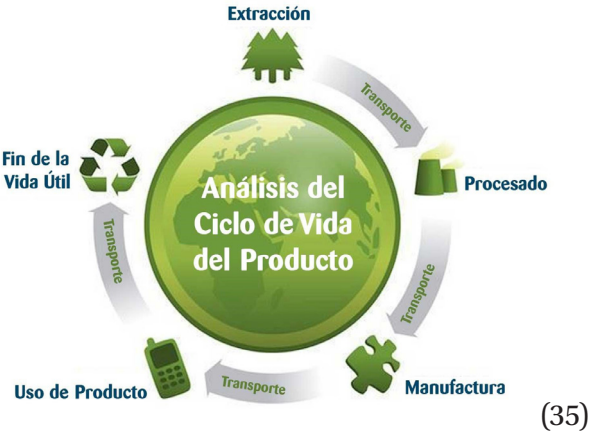 Extracción
Transporte
Procesado
Transporte
Manufactura
Transporte
Uso de Producto
Transporte
Fin de la
Vida Útil
Análisis del
Ciclo de Vida
del Producto
(35)